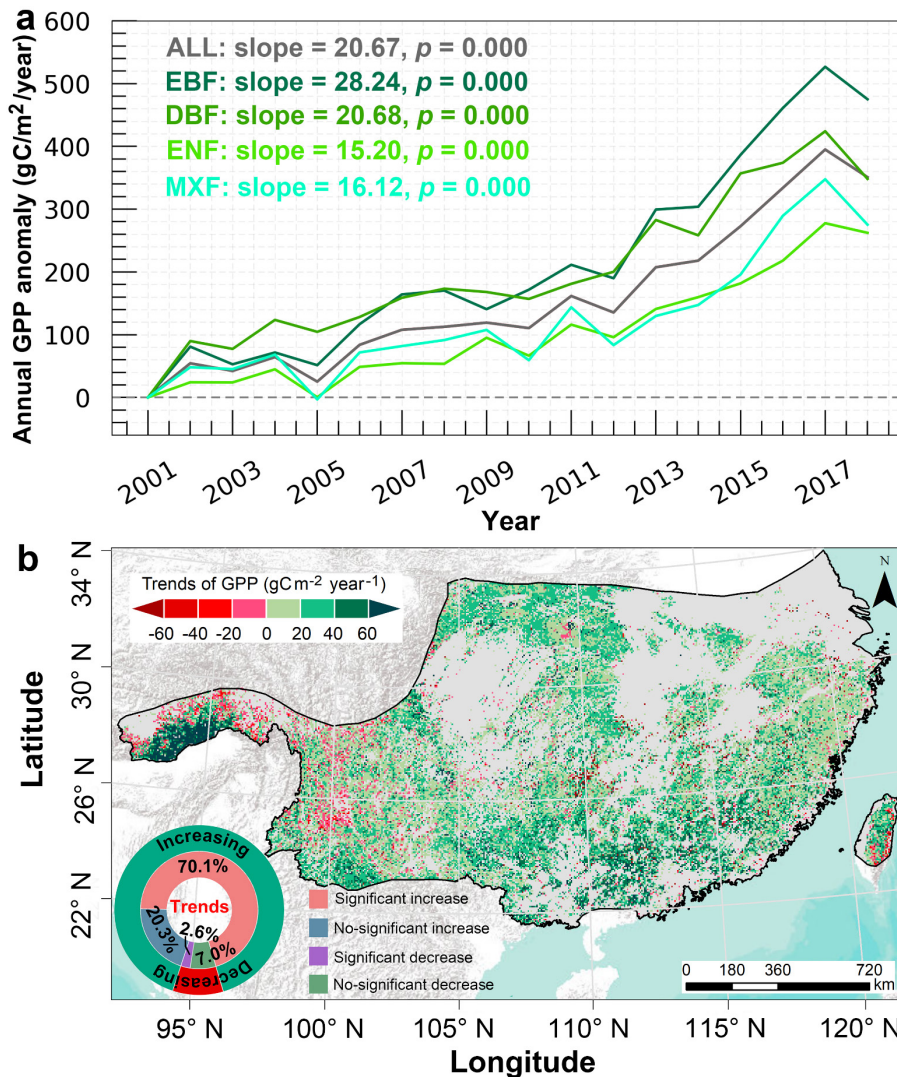 a
Annual GPP anomaly (gC/m²/year)
600
500
400
300
200
100
0
ALL: slope = 20.67, p = 0.000
EBF: slope = 28.24, p = 0.000
DBF: slope = 20.68, p = 0.000
ENF: slope = 15.20, p = 0.000
MXF: slope = 16.12, p = 0.000
2001 2003 2005 2007 2009 2011 2013 2015 2017
Year
b
Latitude
34° N
30° N
26° N
22° N
Trends of GPP (gC m⁻² year⁻¹)
-60 -40 -20 0 20 40 60
N
Increasing
70.1%
Trends
20.3%
2.6%
7.0%
Decreasing
Significant increase
No-significant increase
Significant decrease
No-significant decrease
0 180 360 720
km
95° N 100° N 105° N 110° N 115° N 120° N
Longitude